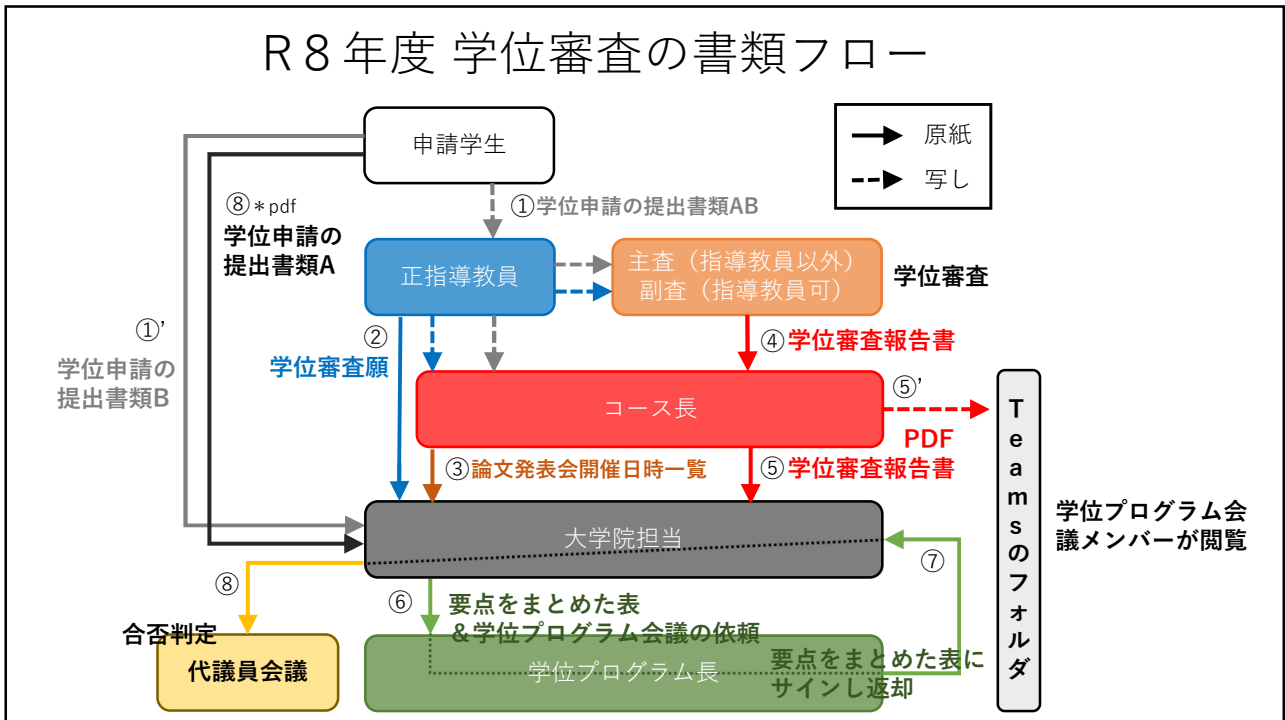 R８年度 学位審査の書類フロー
申請学生
原紙
写し
⑧＊pdf
学位申請の
提出書類A
①学位申請の提出書類AB
正指導教員
主査（指導教員以外）
副査（指導教員可）
学位審査
①’
学位申請の
提出書類B
②
学位審査願
④学位審査報告書
コース長
⑤’
PDF
Teamsのフォルダ
③論文発表会開催日時一覧
⑤学位審査報告書
学位プログラム会
議メンバーが閲覧
大学院担当
⑧
⑥
要点をまとめた表
＆学位プログラム会議の依頼
⑦
合否判定
代議員会議
学位プログラム長
要点をまとめた表に
サインし返却